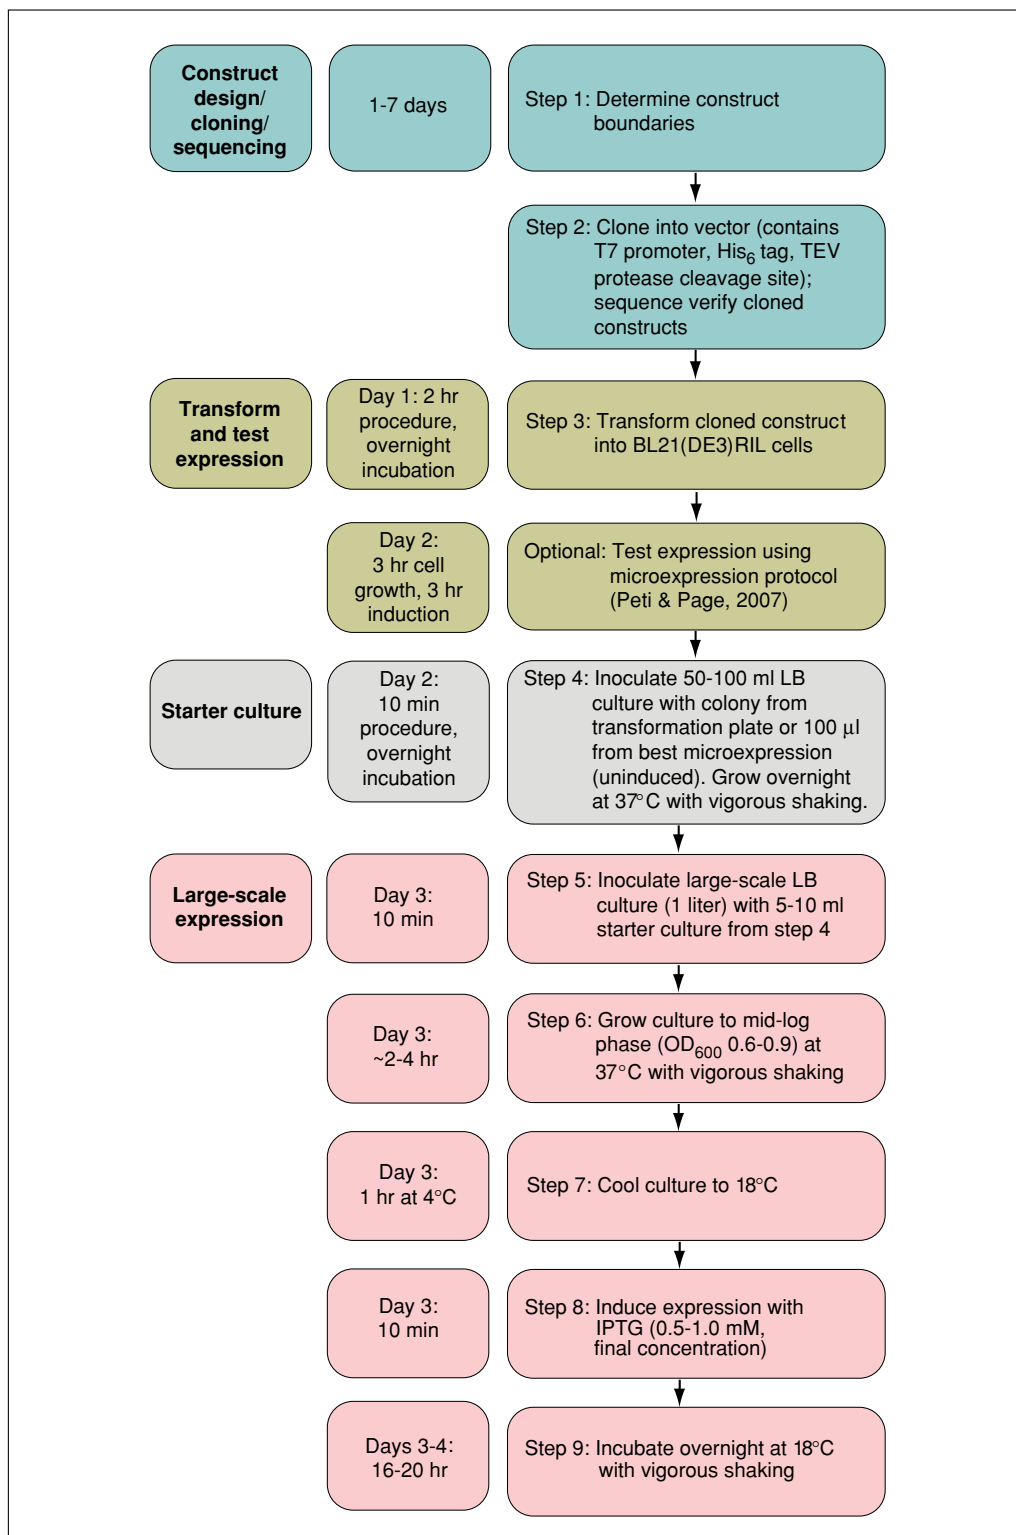 Construct
design/
cloning/
sequencing
1-7 days
Step 1: Determine construct
boundaries
Step 2: Clone into vector (contains
T7 promoter, His6 tag, TEV
protease cleavage site);
sequence verify cloned
constructs
Transform
and test
expression
Day 1: 2 hr
procedure,
overnight
incubation
Step 3: Transform cloned construct
into BL21(DE3)RIL cells
Day 2:
3 hr cell
growth, 3 hr
induction
Optional: Test expression using
microexpression protocol
(Peti & Page, 2007)
Starter culture
Day 2:
10 min
procedure,
overnight
incubation
Step 4: Inoculate 50-100 ml LB
culture with colony from
transformation plate or 100 µl
from best microexpression
(uninduced). Grow overnight
at 37°C with vigorous shaking.
Large-scale
expression
Day 3:
10 min
Step 5: Inoculate large-scale LB
culture (1 liter) with 5-10 ml
starter culture from step 4
Day 3:
~2-4 hr
Step 6: Grow culture to mid-log
phase (OD600 0.6-0.9) at
37°C with vigorous shaking
Day 3:
1 hr at 4°C
Step 7: Cool culture to 18°C
Day 3:
10 min
Step 8: Induce expression with
IPTG (0.5-1.0 mM,
final concentration)
Days 3-4:
16-20 hr
Step 9: Incubate overnight at 18°C
with vigorous shaking